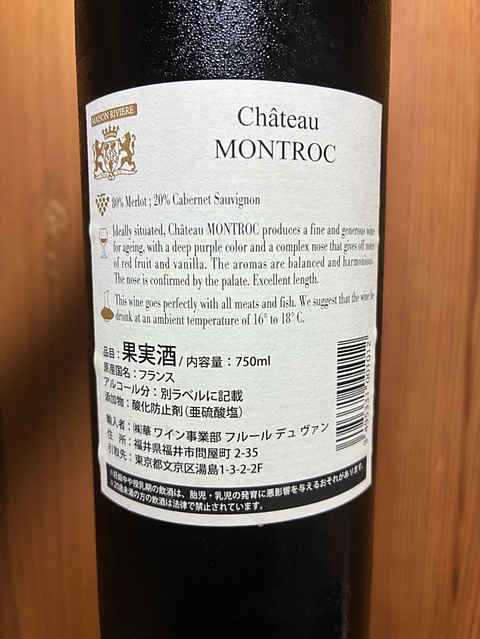 MAISON RIVIERE
Château
MONTROC
80% Merlot ; 20% Cabernet Sauvignon
Ideally situated, Château MONTROC produces a fine and generous wine
for ageing, with a deep purple color and a complex nose that gives off notes
of red fruit and vanilla. The aromas are balanced and harmonious.
The nose is confirmed by the palate. Excellent length.
This wine goes perfectly with all meats and fish. We suggest that the wine be
drunk at an ambient temperature of 16° to 18° C.
品目：果実酒 / 内容量：750ml
原産国名：フランス
アルコール分：別ラベルに記載
添加物：酸化防止剤（亜硫酸塩）
輸入者：㈱華 ワイン事業部 フルール デュ ヴァン
住　所：福井県福井市問屋町 2-35
引取先：東京都文京区湯島1-3-2-2F
3 495331 001012
※妊娠中や授乳期の飲酒は、胎児・乳児の発育に悪影響を与えるおそれがあります。
※20歳未満の方の飲酒は法律で禁止されています。